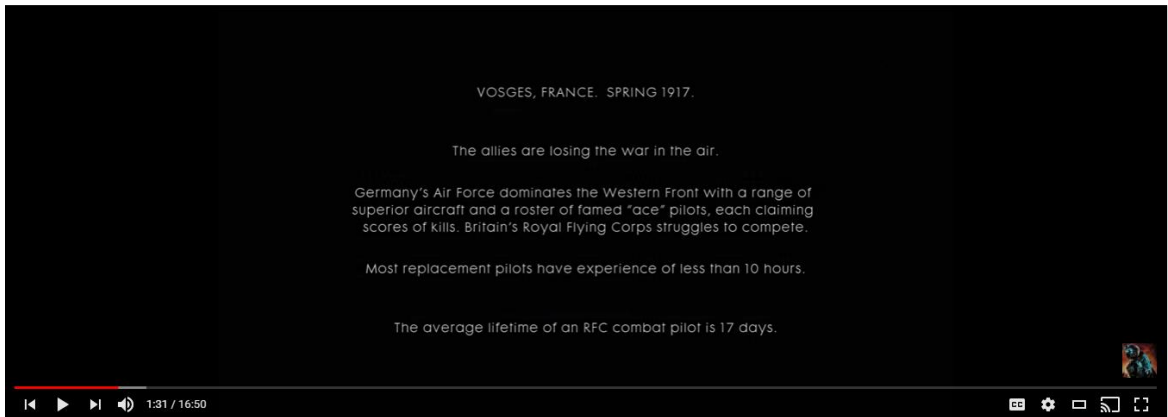 VOSGES, FRANCE. SPRING 1917.
The allies are losing the war in the air.
Germany's Air Force dominates the Western Front with a range of
superior aircraft and a roster of famed "ace" pilots, each claiming
scores of kills. Britain's Royal Flying Corps struggles to compete.
Most replacement pilots have experience of less than 10 hours.
The average lifetime of an RFC combat pilot is 17 days.
1:31 / 16:50
CC